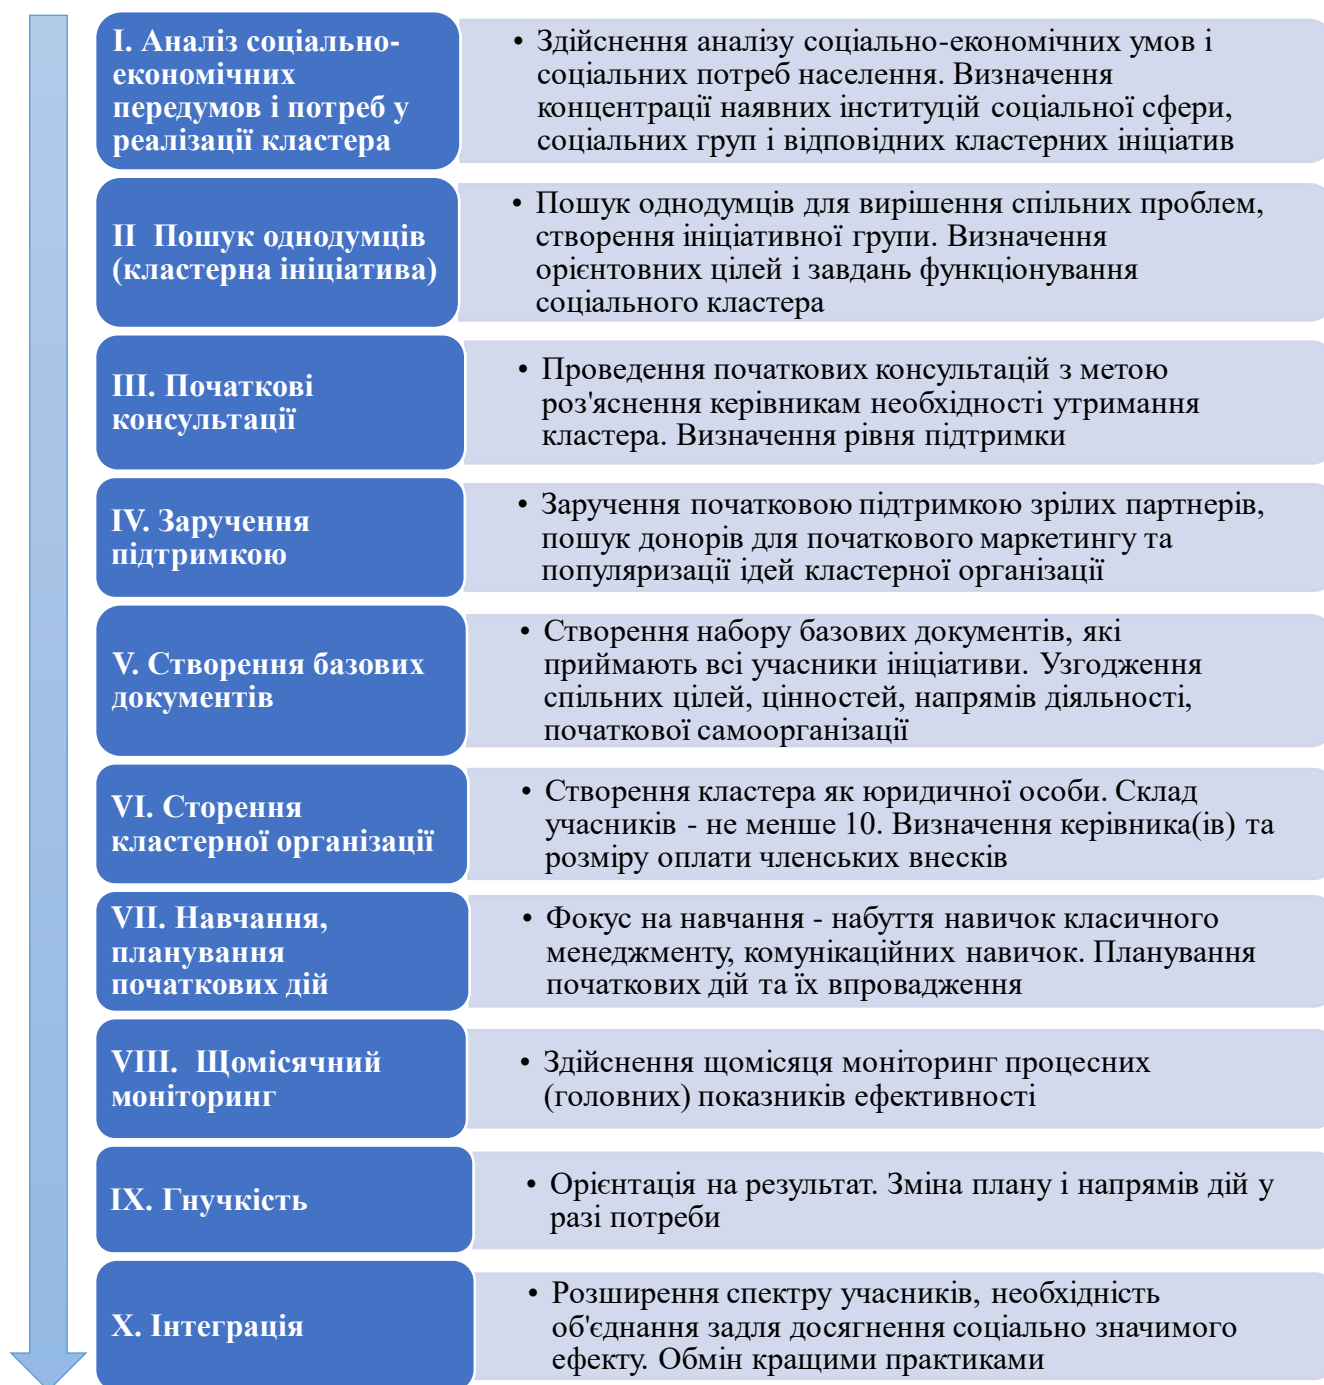 І. Аналіз соціально-
економічних
передумов і потреб у
реалізації кластера
• Здійснення аналізу соціально-економічних умов і
соціальних потреб населення. Визначення
концентрації наявних інституцій соціальної сфери,
соціальних груп і відповідних кластерних ініціатив
ІІ Пошук однодумців
(кластерна ініціатива)
• Пошук однодумців для вирішення спільних проблем,
створення ініціативної групи. Визначення
орієнтовних цілей і завдань функціонування
соціального кластера
ІІІ. Початкові
консультації
• Проведення початкових консультацій з метою
роз'яснення керівникам необхідності утримання
кластера. Визначення рівня підтримки
IV. Заручення
підтримкою
• Заручення початковою підтримкою зрілих партнерів,
пошук донорів для початкового маркетингу та
популяризації ідей кластерної організації
V. Створення базових
документів
• Створення набору базових документів, які
приймають всі учасники ініціативи. Узгодження
спільних цілей, цінностей, напрямів діяльності,
початкової самоорганізації
VI. Сторення
кластерної організації
• Створення кластера як юридичної особи. Склад
учасників - не менше 10. Визначення керівника(ів) та
розміру оплати членських внесків
VII. Навчання,
планування
початкових дій
• Фокус на навчання - набуття навичок класичного
менеджменту, комунікаційних навичок. Планування
початкових дій та їх впровадження
VIII. Щомісячний
моніторинг
• Здійснення щомісяця моніторинг процесних
(головних) показників ефективності
IX. Гнучкість
• Орієнтація на результат. Зміна плану і напрямів дій у
разі потреби
X. Інтеграція
• Розширення спектру учасників, необхідність
об'єднання задля досягнення соціально значимого
ефекту. Обмін кращими практиками